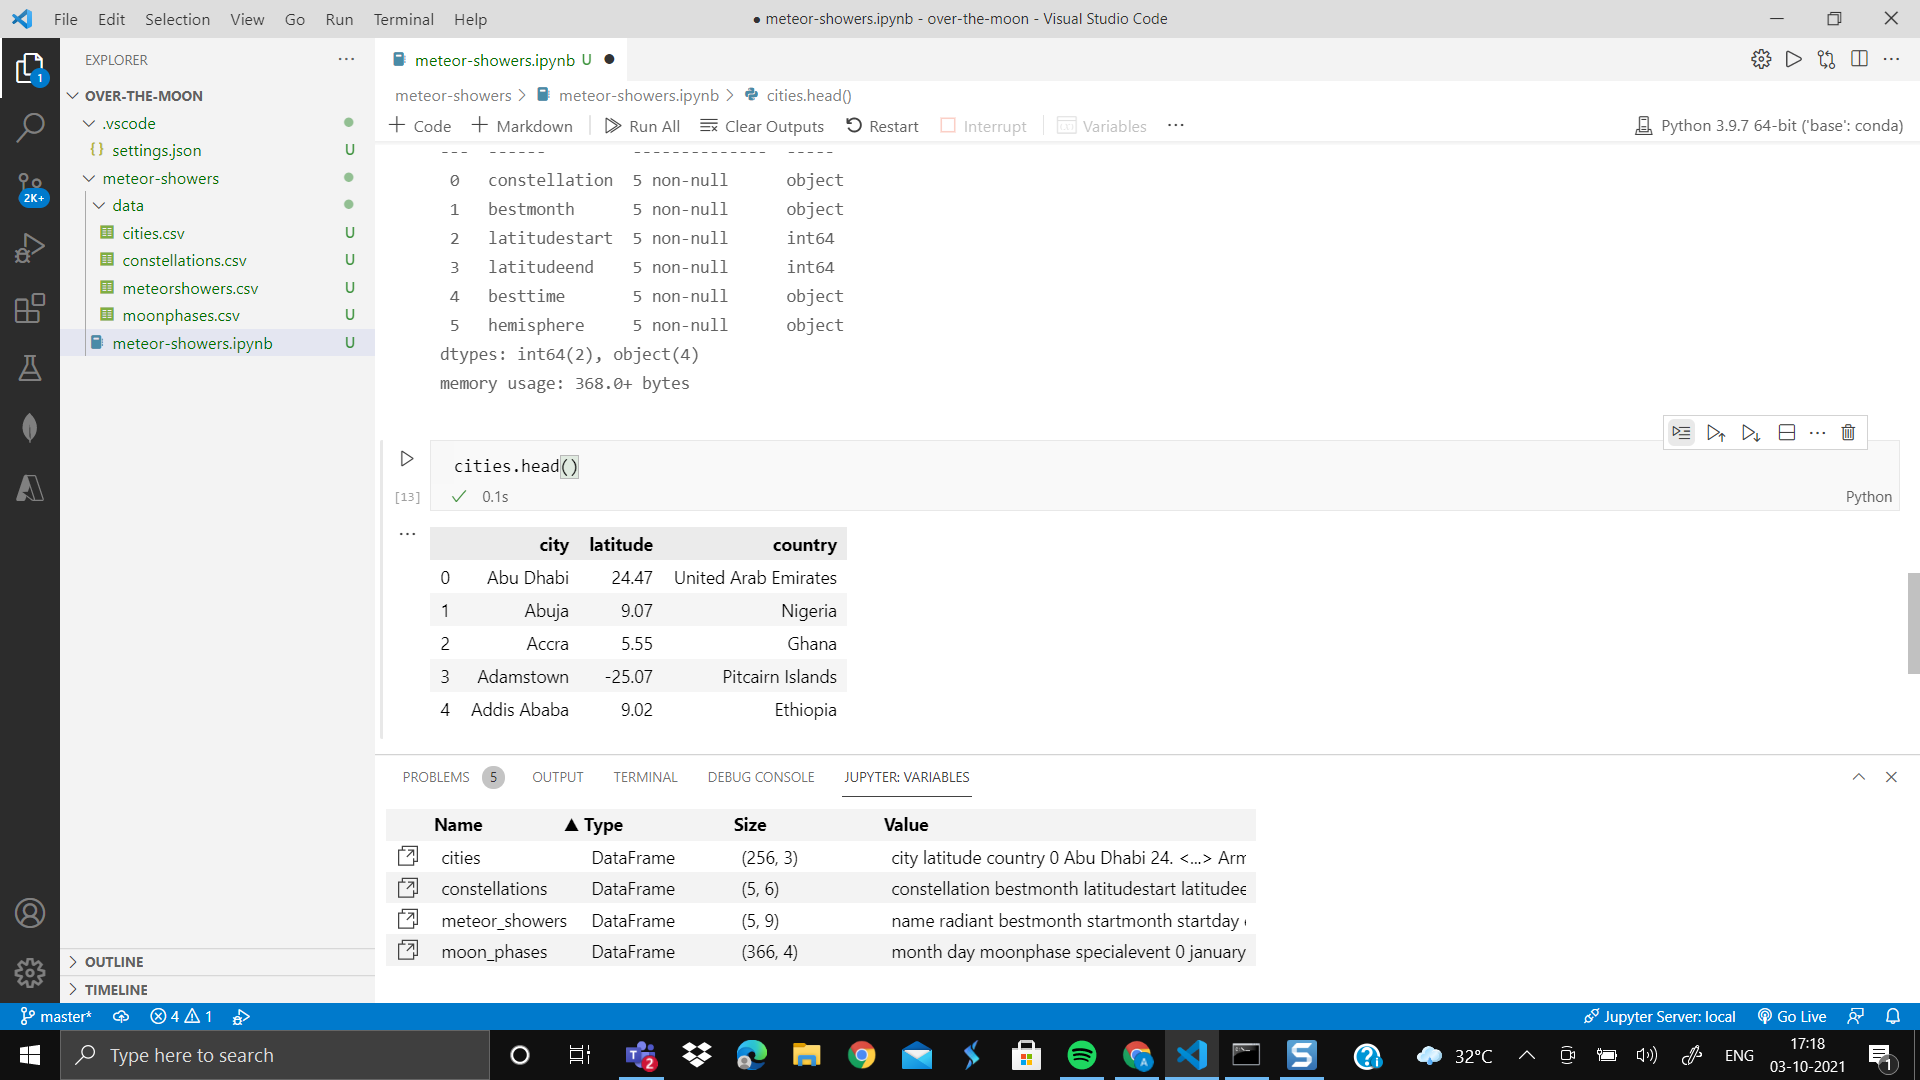 File Edit Selection View Go Run Terminal Help
● meteor-showers.ipynb - over-the-moon - Visual Studio Code
EXPLORER
OVER-THE-MOON
.vscode
{} settings.json U
meteor-showers
data
cities.csv U
constellations.csv U
meteorshowers.csv U
moonphases.csv U
meteor-showers.ipynb U
OUTLINE
TIMELINE
1
2K+
meteor-showers.ipynb U ●
meteor-showers > meteor-showers.ipynb > cities.head()
+ Code + Markdown Run All Clear Outputs Restart Interrupt Variables ...
Python 3.9.7 64-bit ('base': conda)
--- ------ -------------- -----
0 constellation 5 non-null object
1 bestmonth 5 non-null object
2 latitudestart 5 non-null int64
3 latitudeend 5 non-null int64
4 besttime 5 non-null object
5 hemisphere 5 non-null object
dtypes: int64(2), object(4)
memory usage: 368.0+ bytes
cities.head()
[13] 0.1s Python
city latitude country
0 Abu Dhabi 24.47 United Arab Emirates
1 Abuja 9.07 Nigeria
2 Accra 5.55 Ghana
3 Adamstown -25.07 Pitcairn Islands
4 Addis Ababa 9.02 Ethiopia
PROBLEMS 5 OUTPUT TERMINAL DEBUG CONSOLE JUPYTER: VARIABLES
Name ▲ Type Size Value
cities DataFrame (256, 3) city latitude country 0 Abu Dhabi 24. <...> Arm
constellations DataFrame (5, 6) constellation bestmonth latitudestart latitudee
meteor_showers DataFrame (5, 9) name radiant bestmonth startmonth startday
moon_phases DataFrame (366, 4) month day moonphase specialevent 0 january
master* 4 1 Jupyter Server: local Go Live
Type here to search
2
32°C ENG
17:18
03-10-2021
1